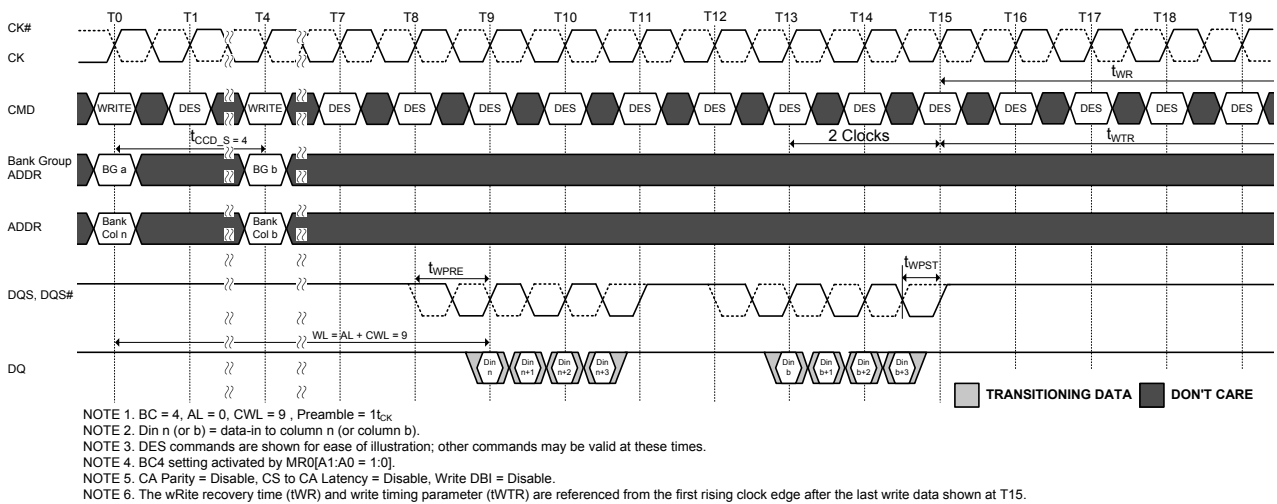 T0 T1 T4 T7 T8 T9 T10 T11 T12 T13 T14 T15 T16 T17 T18 T19
CK#
CK
tWR
CMD WRITE DES WRITE DES DES DES DES DES DES DES DES DES DES DES DES DES
tCCD_S = 4
2 Clocks
tWTR
Bank Group
ADDR
BG a BG b
ADDR
Bank
Col n
Bank
Col b
tWPRE
tWPST
DQS, DQS#
WL = AL + CWL = 9
DQ
Din
n
Din
n+1
Din
n+2
Din
n+3
Din
b
Din
b+1
Din
b+2
Din
b+3
TRANSITIONING DATA DON'T CARE
NOTE 1. BC = 4, AL = 0, CWL = 9 , Preamble = 1tCK
NOTE 2. Din n (or b) = data-in to column n (or column b).
NOTE 3. DES commands are shown for ease of illustration; other commands may be valid at these times.
NOTE 4. BC4 setting activated by MR0[A1:A0 = 1:0].
NOTE 5. CA Parity = Disable, CS to CA Latency = Disable, Write DBI = Disable.
NOTE 6. The wRite recovery time (tWR) and write timing parameter (tWTR) are referenced from the first rising clock edge after the last write data shown at T15.